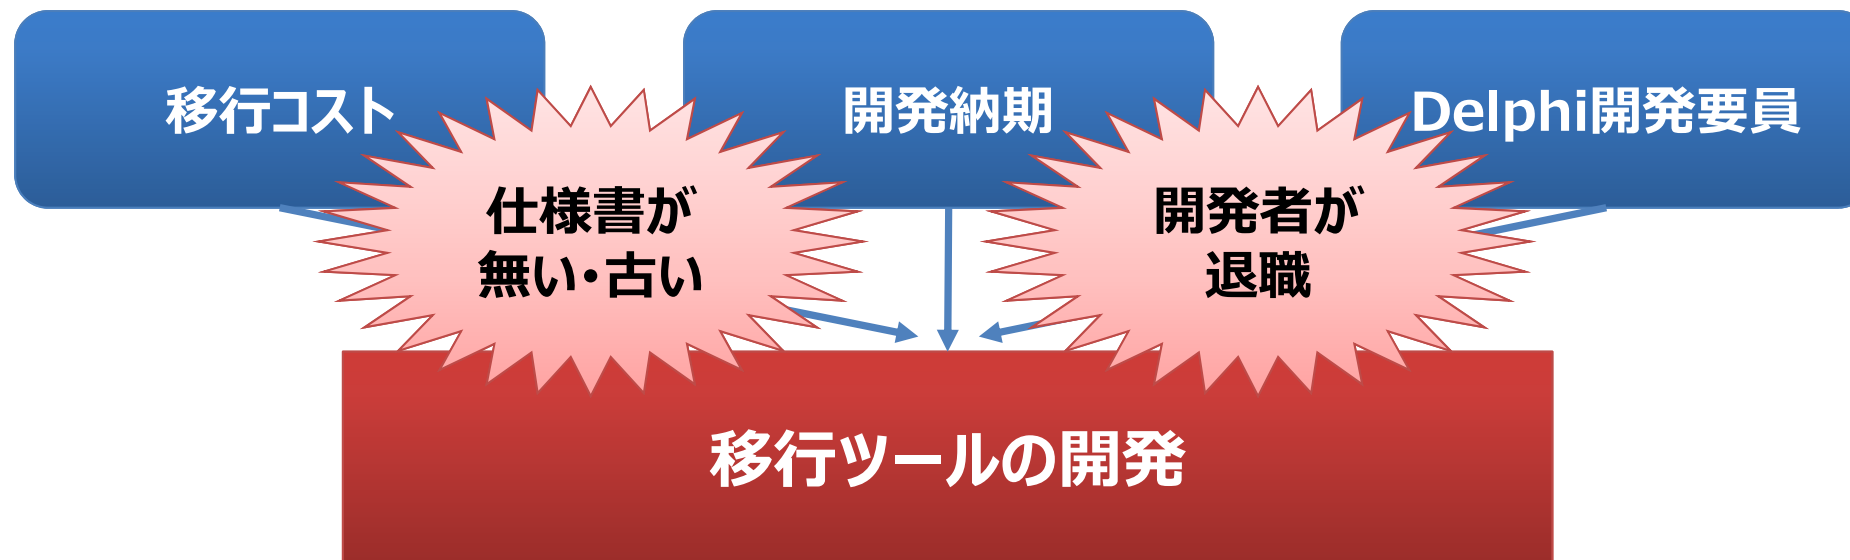 移行コスト
開発納期
Delphi開発要員
仕様書が
無い・古い
開発者が
退職
移行ツールの開発